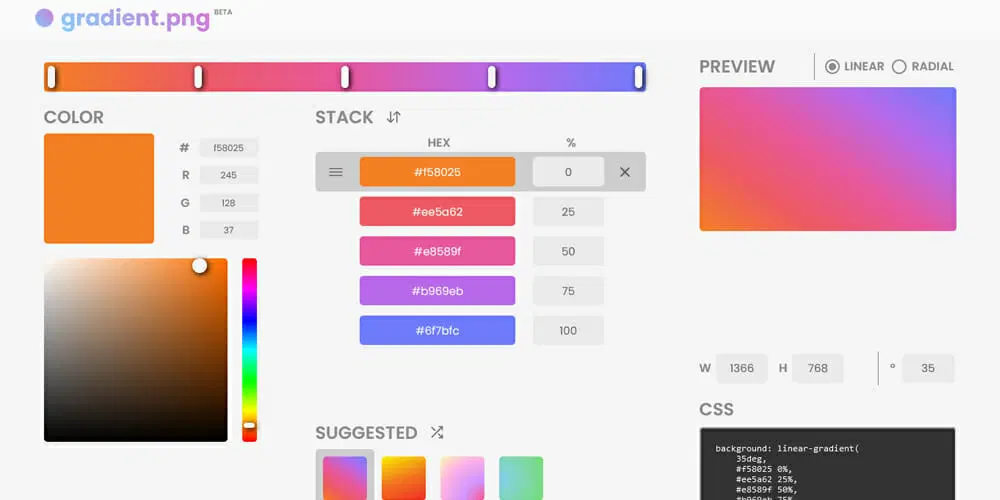 gradient.png BETA
COLOR
# f58025
R 245
G 128
B 37
STACK
HEX %
#f58025 0
#ee5a62 25
#e8589f 50
#b969eb 75
#6f7bfc 100
SUGGESTED
PREVIEW LINEAR RADIAL
W 1366 H 768 ° 35
CSS
background: linear-gradient(
35deg,
#f58025 0%,
#ee5a62 25%,
#e8589f 50%,
#b969eb 75%